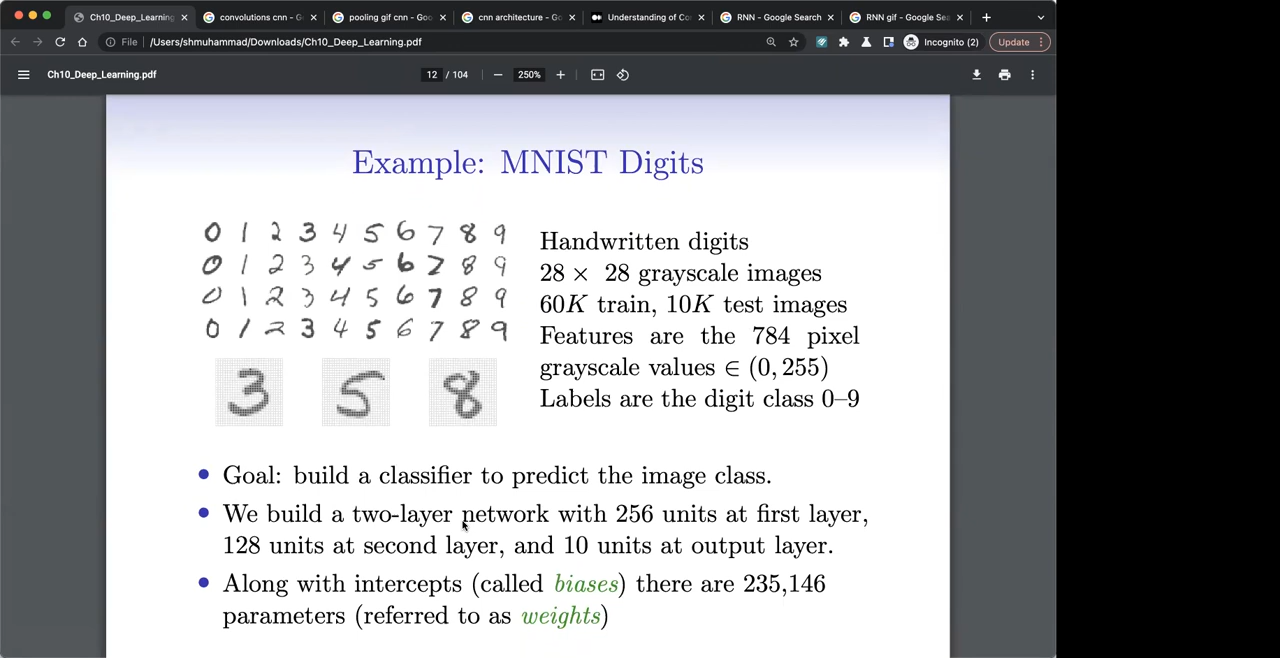 Ch10_Deep_Learning.pdf
convolutions cnn - G
pooling gif cnn - Goo
cnn architecture - Go
Understanding of Co
RNN - Google Search
RNN gif - Google Sea
File /Users/shmuhammad/Downloads/Ch10_Deep_Learning.pdf
Incognito (2)
Update
Ch10_Deep_Learning.pdf
12 / 104
250%
Example: MNIST Digits
0 1 2 3 4 5 6 7 8 9
0 1 2 3 4 5 6 7 8 9
0 1 2 3 4 5 6 7 8 9
0 1 2 3 4 5 6 7 8 9
3 5 8
Handwritten digits
28 × 28 grayscale images
60K train, 10K test images
Features are the 784 pixel
grayscale values ∈ (0, 255)
Labels are the digit class 0–9
• Goal: build a classifier to predict the image class.
• We build a two-layer network with 256 units at first layer,
128 units at second layer, and 10 units at output layer.
• Along with intercepts (called biases) there are 235,146
parameters (referred to as weights)